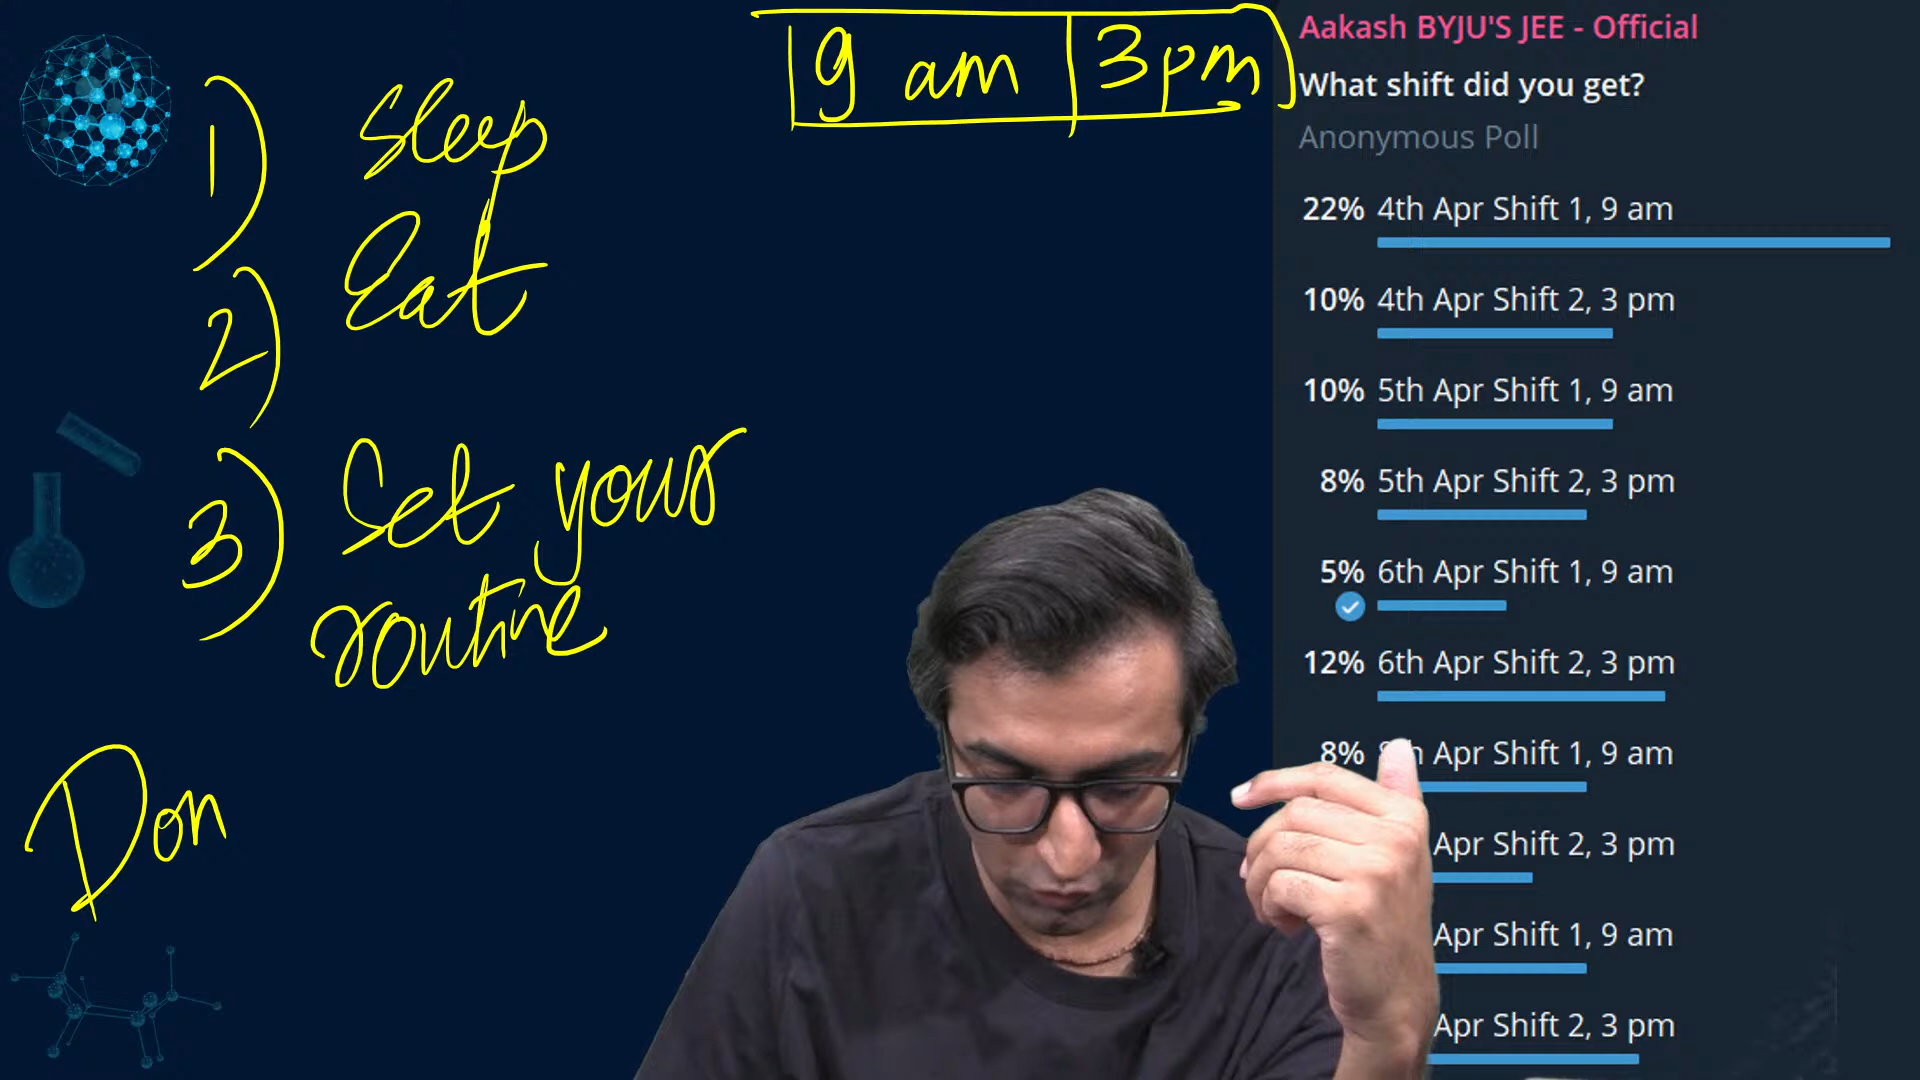 9 am 3pm
1) Sleep
2) Eat
3) Set your
routine
Don
Aakash BYJU'S JEE - Official
What shift did you get?
Anonymous Poll
22% 4th Apr Shift 1, 9 am
10% 4th Apr Shift 2, 3 pm
10% 5th Apr Shift 1, 9 am
8% 5th Apr Shift 2, 3 pm
5% 6th Apr Shift 1, 9 am
12% 6th Apr Shift 2, 3 pm
8% Apr Shift 1, 9 am
Apr Shift 2, 3 pm
Apr Shift 1, 9 am
Apr Shift 2, 3 pm